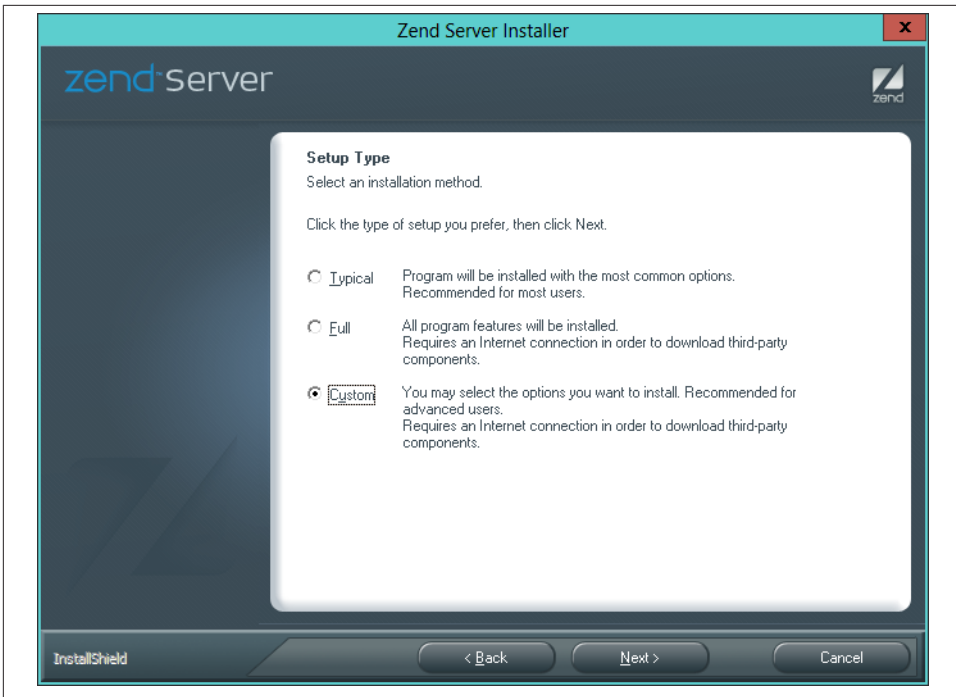 Zend Server Installer
x
zend Server
zend
Setup Type
Select an installation method.
Click the type of setup you prefer, then click Next.
Typical
Program will be installed with the most common options.
Recommended for most users.
Full
All program features will be installed.
Requires an Internet connection in order to download third-party
components.
Custom
You may select the options you want to install. Recommended for
advanced users.
Requires an Internet connection in order to download third-party
components.
InstallShield
< Back
Next >
Cancel